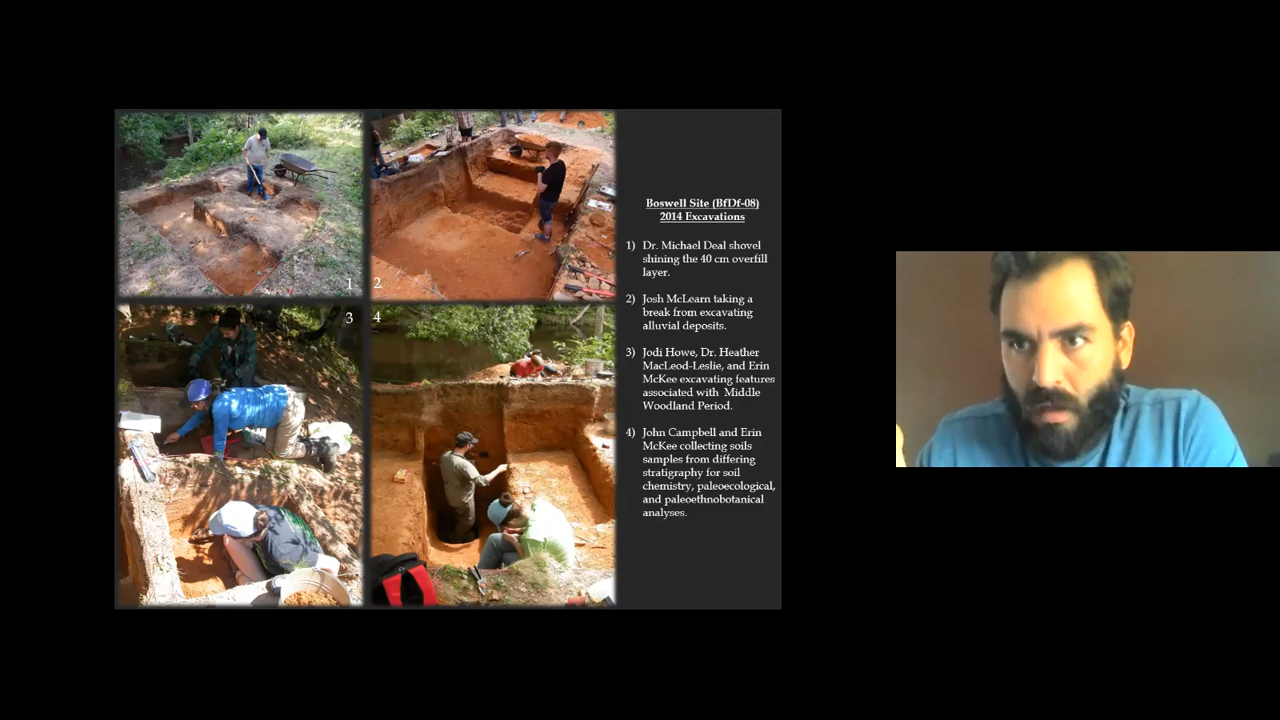 1
2
3
4
Boswell Site (BfDf-08)
2014 Excavations
1) Dr. Michael Deal shovel
shining the 40 cm overfill
layer.
2) Josh McLearn taking a
break from excavating
alluvial deposits.
3) Jodi Howe, Dr. Heather
MacLeod-Leslie, and Erin
McKee excavating features
associated with Middle
Woodland Period.
4) John Campbell and Erin
McKee collecting soils
samples from differing
stratigraphy for soil
chemistry, paleoecological,
and paleoethnobotanical
analyses.